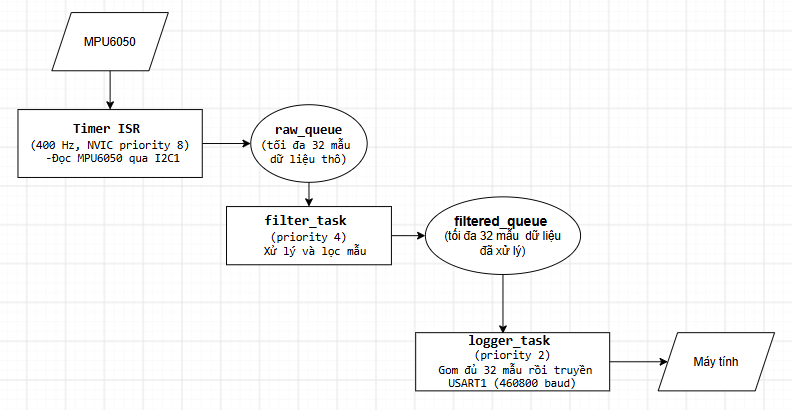 MPU6050
Timer ISR
(400 Hz, NVIC priority 8)
-Đọc MPU6050 qua I2C1
raw_queue
(tối đa 32 mẫu
dữ liệu thô)
filter_task
(priority 4)
Xử lý và lọc mẫu
filtered_queue
(tối đa 32 mẫu dữ liệu
đã xử lý)
logger_task
(priority 2)
Gom đủ 32 mẫu rồi truyền
USART1 (460800 baud)
Máy tính